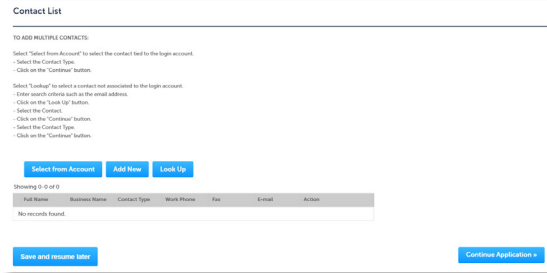 Contact List
TO ADD MULTIPLE CONTACTS:
Select "Select from Account" to select the contact tied to the login account.
- Select the Contact Type.
- Click on the "Continue" button.
Select "Lookup" to select a contact not associated to the login account.
- Enter search criteria such as the email address.
- Click on the "Look Up" button.
- Select the Contact.
- Click on the "Continue" button.
- Select the Contact Type.
- Click on the "Continue" button.
Select from Account Add New Look Up
Showing 0-0 of 0
Full Name Business Name Contact Type Work Phone Fax E-mail Action
No records found.
Save and resume later Continue Application »